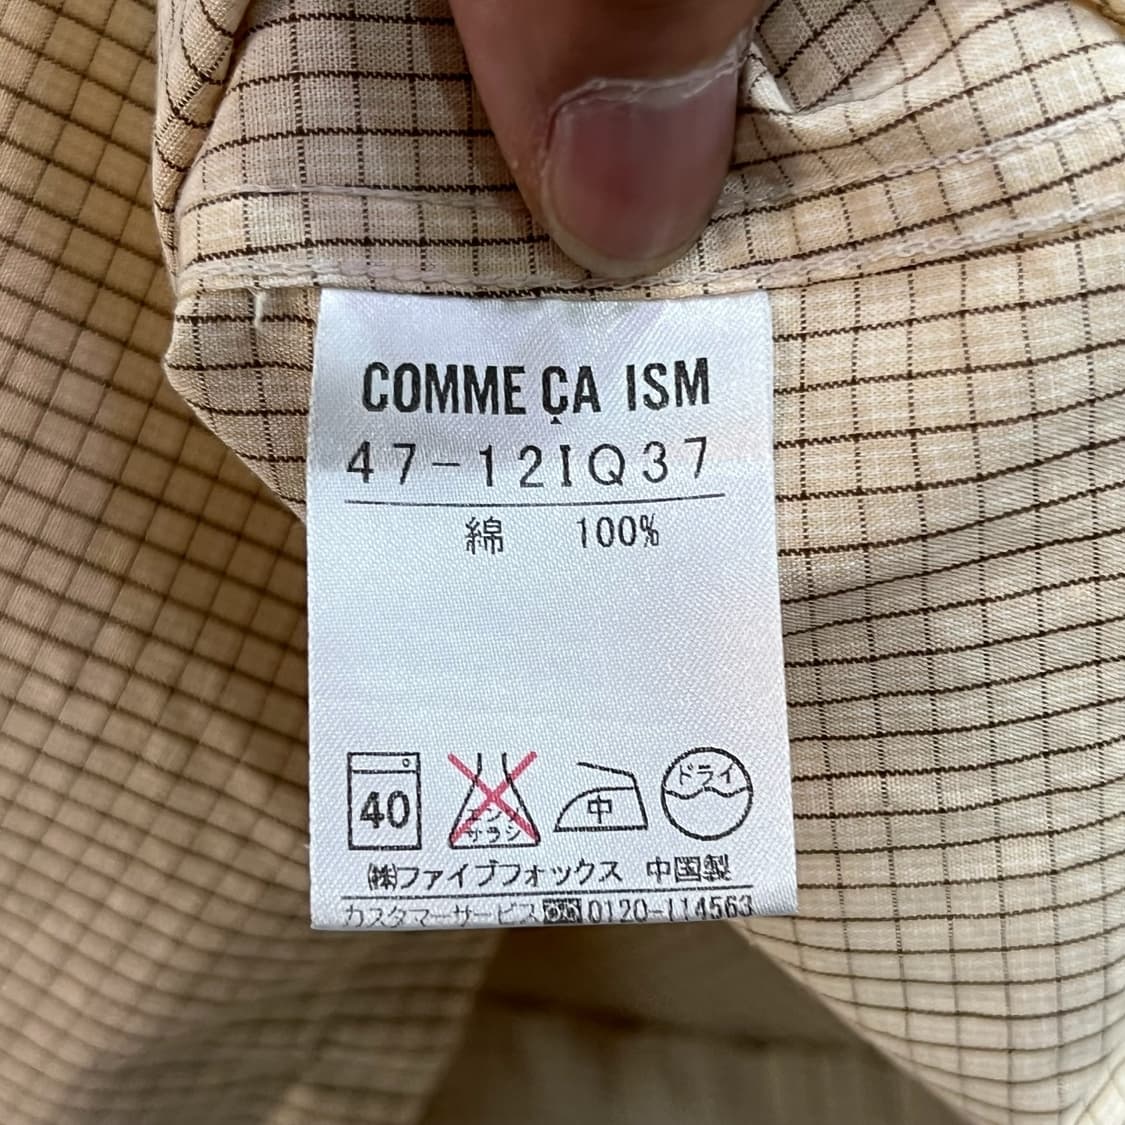 COMME ÇA ISM
47-12IQ37
綿 100%
40
エンソ
サラシ
中
ドライ
㈱ファイブフォックス 中国製
カスタマーサービス 0120-114563